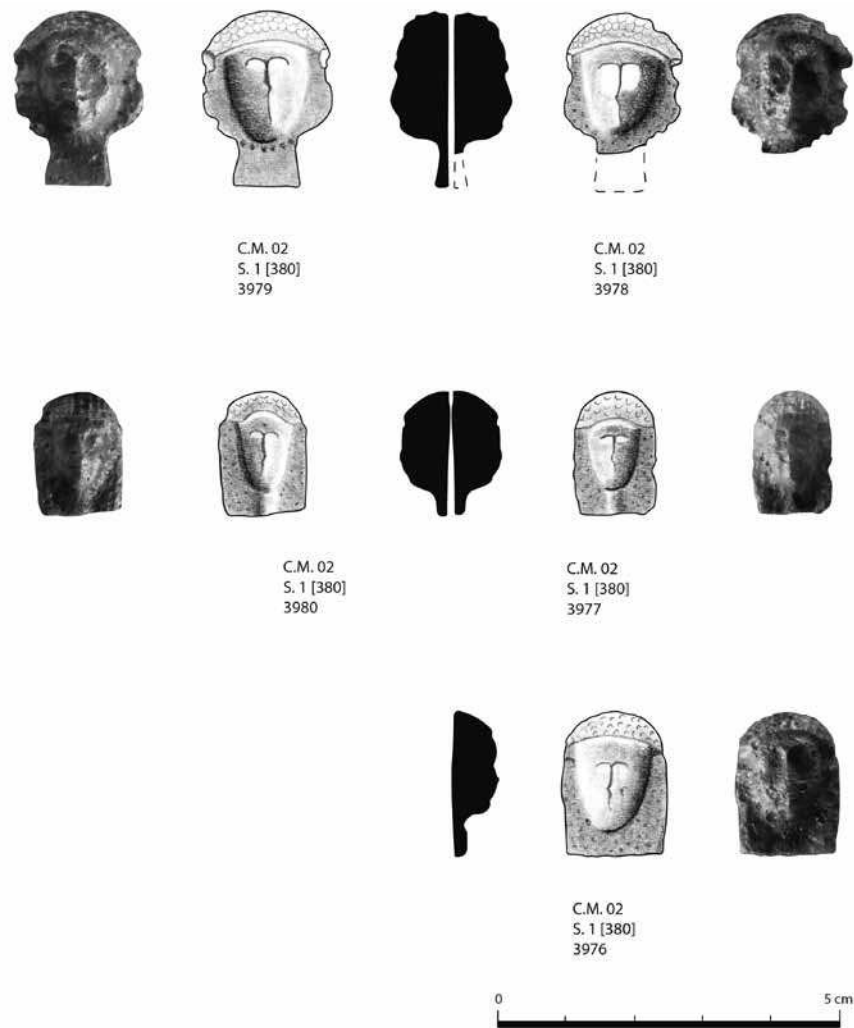 C.M. 02
S. 1 [380]
3979
C.M. 02
S. 1 [380]
3978
C.M. 02
S. 1 [380]
3980
C.M. 02
S. 1 [380]
3977
C.M. 02
S. 1 [380]
3976
0 5 cm